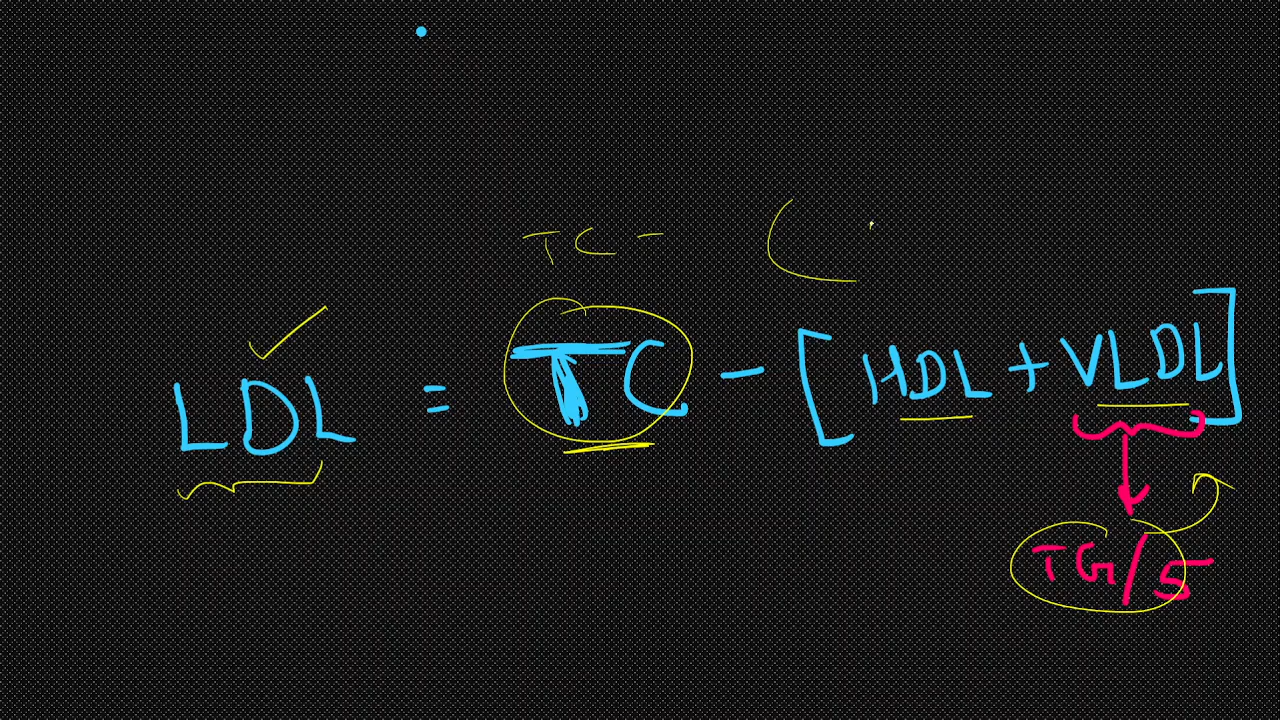 TC - (
LDL = TC - [HDL + VLDL]
TG/5